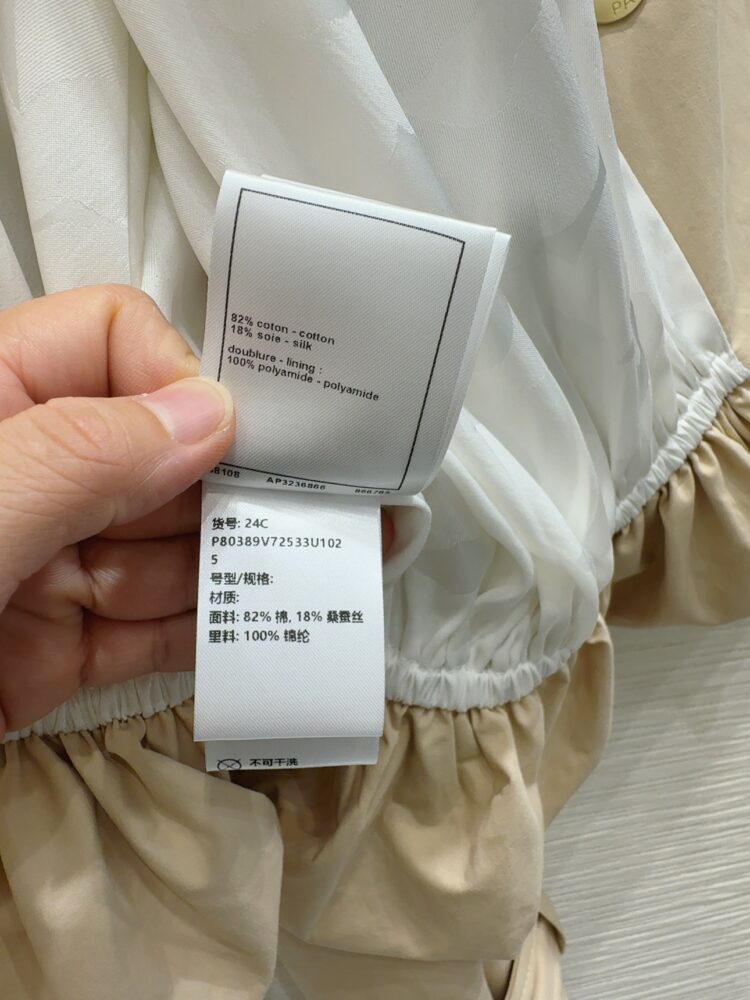 PR
82% coton - cotton
18% soie - silk
doublure - lining :
100% polyamide - polyamide
8108 AP3236866
货号: 24C
P80389V72533U102
5
号型/规格:
材质:
面料: 82% 棉, 18% 桑蚕丝
里料: 100% 锦纶
不可干洗